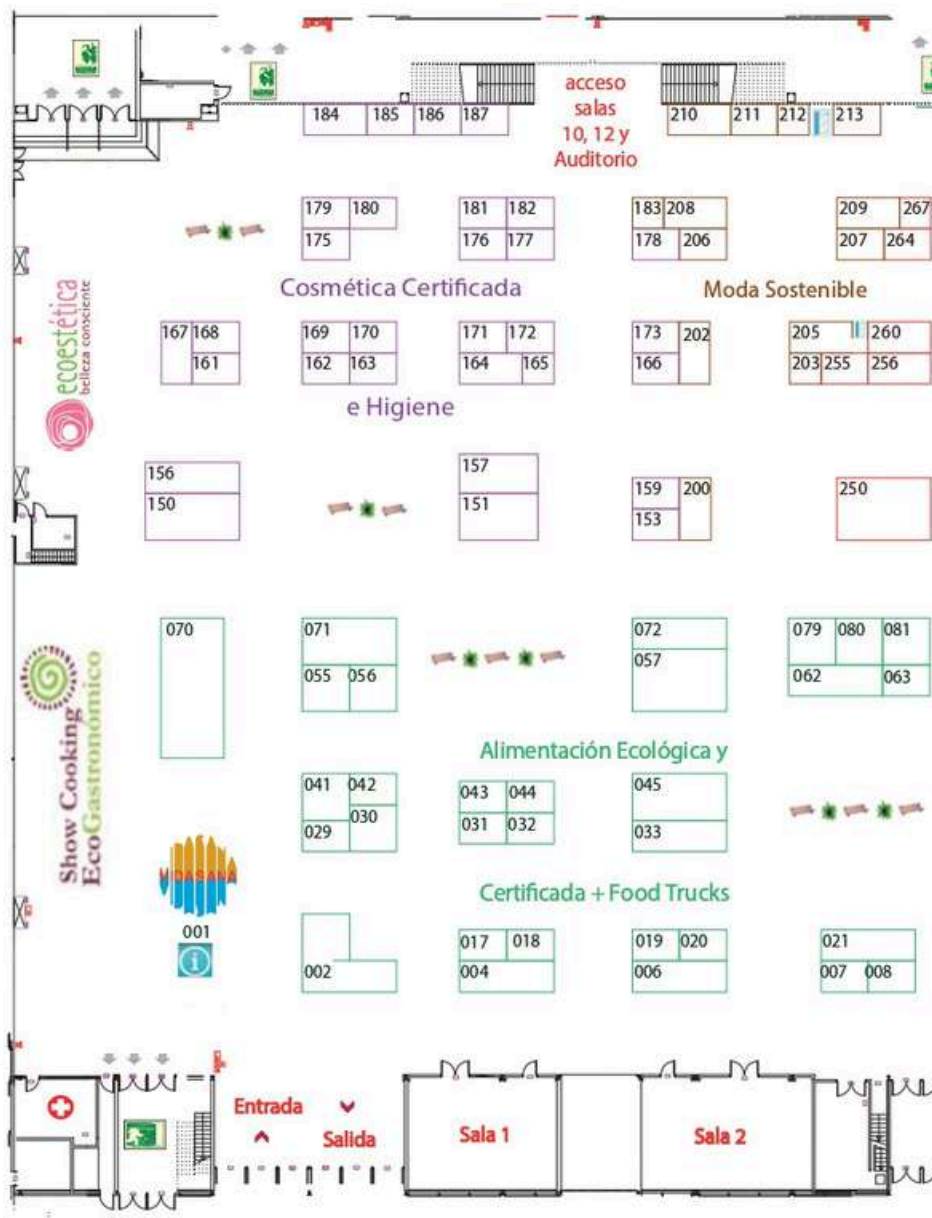 acceso
salas
10, 12 y
Auditorio
184 185 186 187
210 211 212 213
179 180 181 182 183 208 209 267
175 176 177 178 206 207 264
Cosmética Certificada
Moda Sostenible
ecoestética
belleza consciente
167 168 169 170 171 172 173 202 205 260
161 162 163 164 165 166 203 255 256
e Higiene
156 157
150 151 159 200 250
153
070 071 072 079 080 081
055 056 057 062 063
Show Cooking
EcoGastronómico
Alimentación Ecológica y
041 042 043 044 045
029 030 031 032 033
VIDASANA
Certificada + Food Trucks
001
i
017 018 019 020 021
002 004 006 007 008
Entrada
Salida
Sala 1
Sala 2